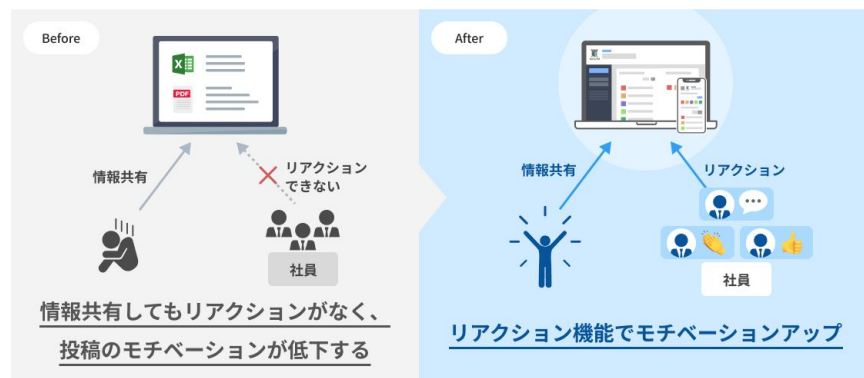 Before
X
PDF
情報共有
リアクション
できない
社員
情報共有してもリアクションがなく、
投稿のモチベーションが低下する
After
情報共有
リアクション
社員
リアクション機能でモチベーションアップ